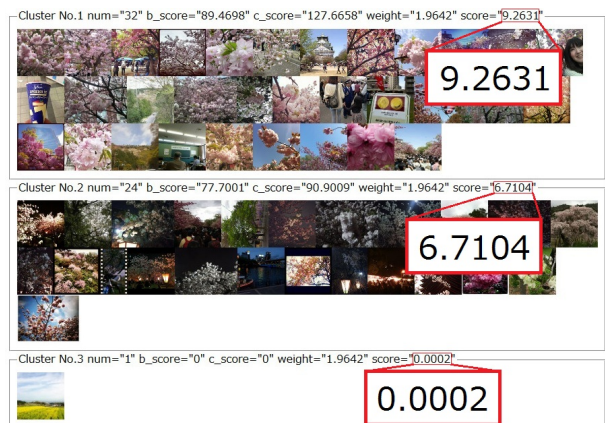 Cluster No.1 num="32" b_score="89.4698" c_score="127.6658" weight="1.9642" score="9.2631"
9.2631
Cluster No.2 num="24" b_score="77.7001" c_score="90.9009" weight="1.9642" score="6.7104"
6.7104
Cluster No.3 num="1" b_score="0" c_score="0" weight="1.9642" score="0.0002"
0.0002